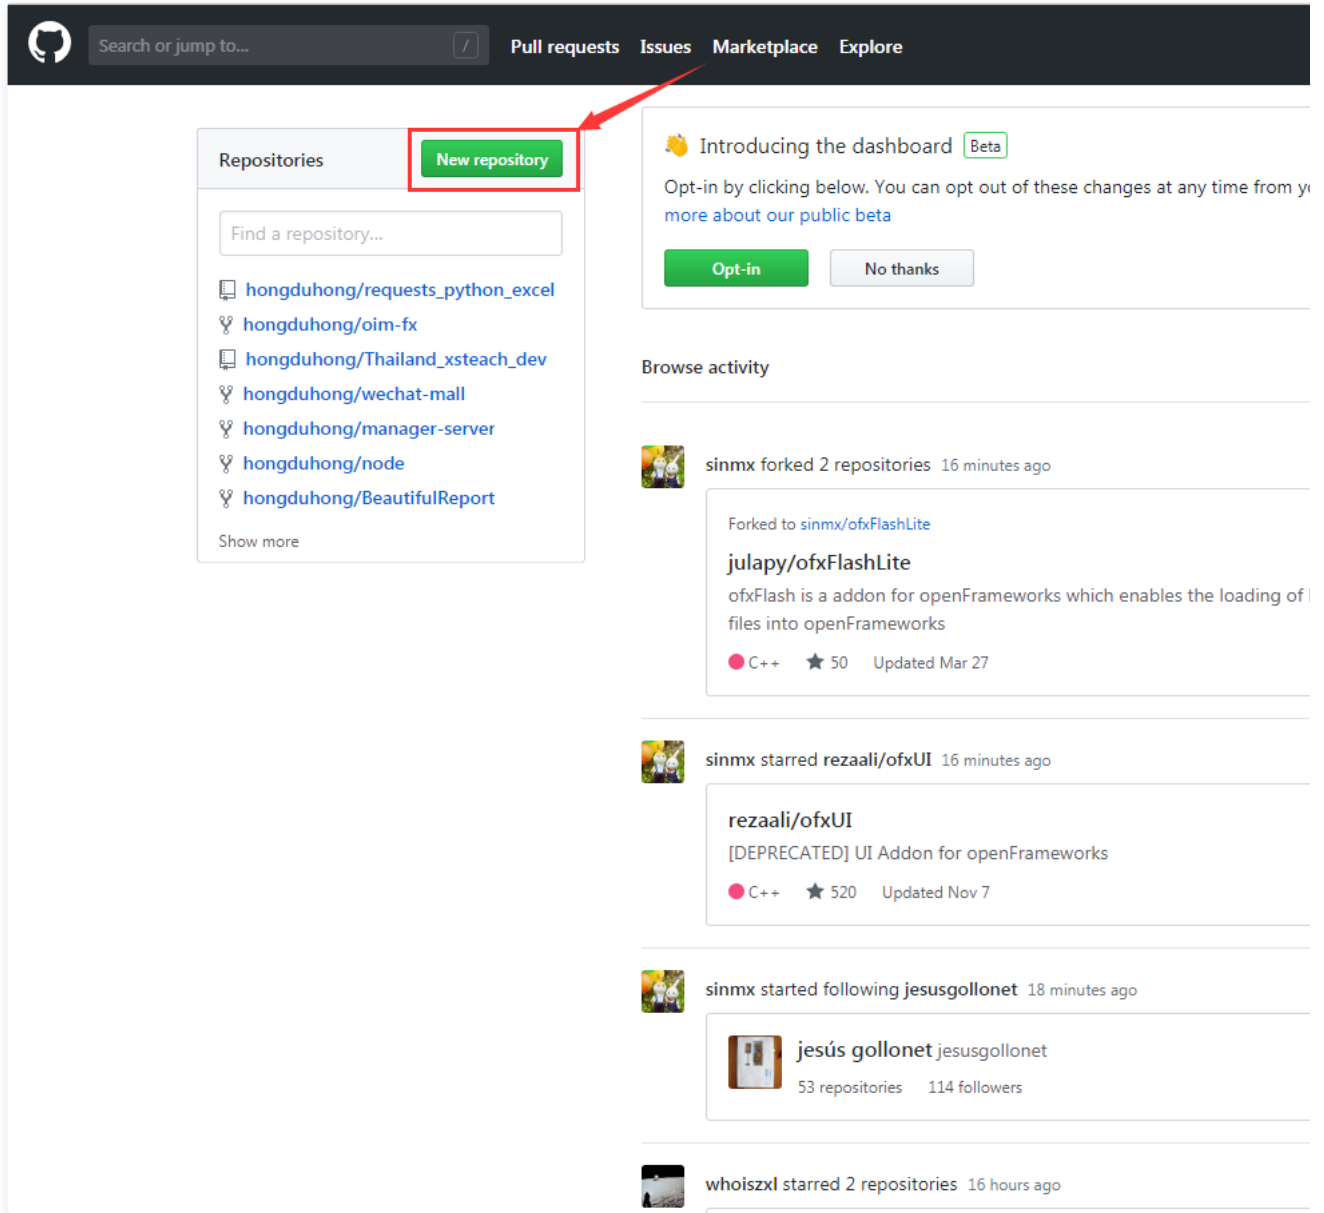 Search or jump to... /
Pull requests Issues Marketplace Explore
Repositories
New repository
Find a repository...
hongduhong/requests_python_excel
hongduhong/oim-fx
hongduhong/Thailand_xsteach_dev
hongduhong/wechat-mall
hongduhong/manager-server
hongduhong/node
hongduhong/BeautifulReport
Show more
Introducing the dashboard Beta
Opt-in by clicking below. You can opt out of these changes at any time from
more about our public beta
Opt-in
No thanks
Browse activity
sinmx forked 2 repositories 16 minutes ago
Forked to sinmx/ofxFlashLite
julapy/ofxFlashLite
ofxFlash is a addon for openFrameworks which enables the loading of
files into openFrameworks
C++ 50 Updated Mar 27
sinmx starred rezaali/ofxUI 16 minutes ago
rezaali/ofxUI
[DEPRECATED] UI Addon for openFrameworks
C++ 520 Updated Nov 7
sinmx started following jesusgollonet 18 minutes ago
jesús gollonet jesusgollonet
53 repositories 114 followers
whoiszxl starred 2 repositories 16 hours ago